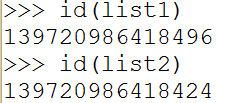 >>> id(list1)
139720986418496
>>> id(list2)
139720986418424